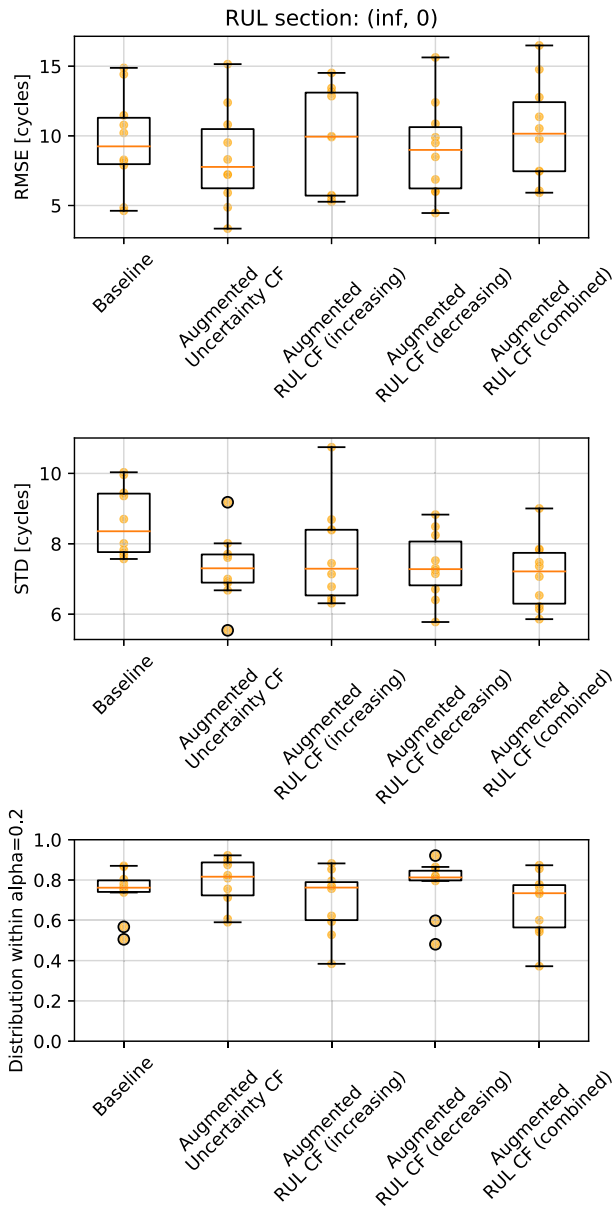 RUL section: (inf, 0)
RMSE [cycles]
15
10
5
Baseline
Augmented
Uncertainty CF
Augmented
RUL CF (increasing)
Augmented
RUL CF (decreasing)
Augmented
RUL CF (combined)
STD [cycles]
10
8
6
Baseline
Augmented
Uncertainty CF
Augmented
RUL CF (increasing)
Augmented
RUL CF (decreasing)
Augmented
RUL CF (combined)
Distribution within alpha=0.2
1.0
0.8
0.6
0.4
0.2
0.0
Baseline
Augmented
Uncertainty CF
Augmented
RUL CF (increasing)
Augmented
RUL CF (decreasing)
Augmented
RUL CF (combined)